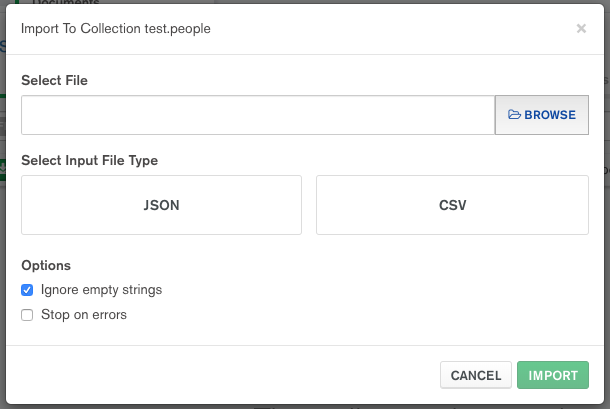 Documents
Import To Collection test.people
×
Select File
BROWSE
Select Input File Type
JSON
CSV
Options
Ignore empty strings
Stop on errors
CANCEL
IMPORT